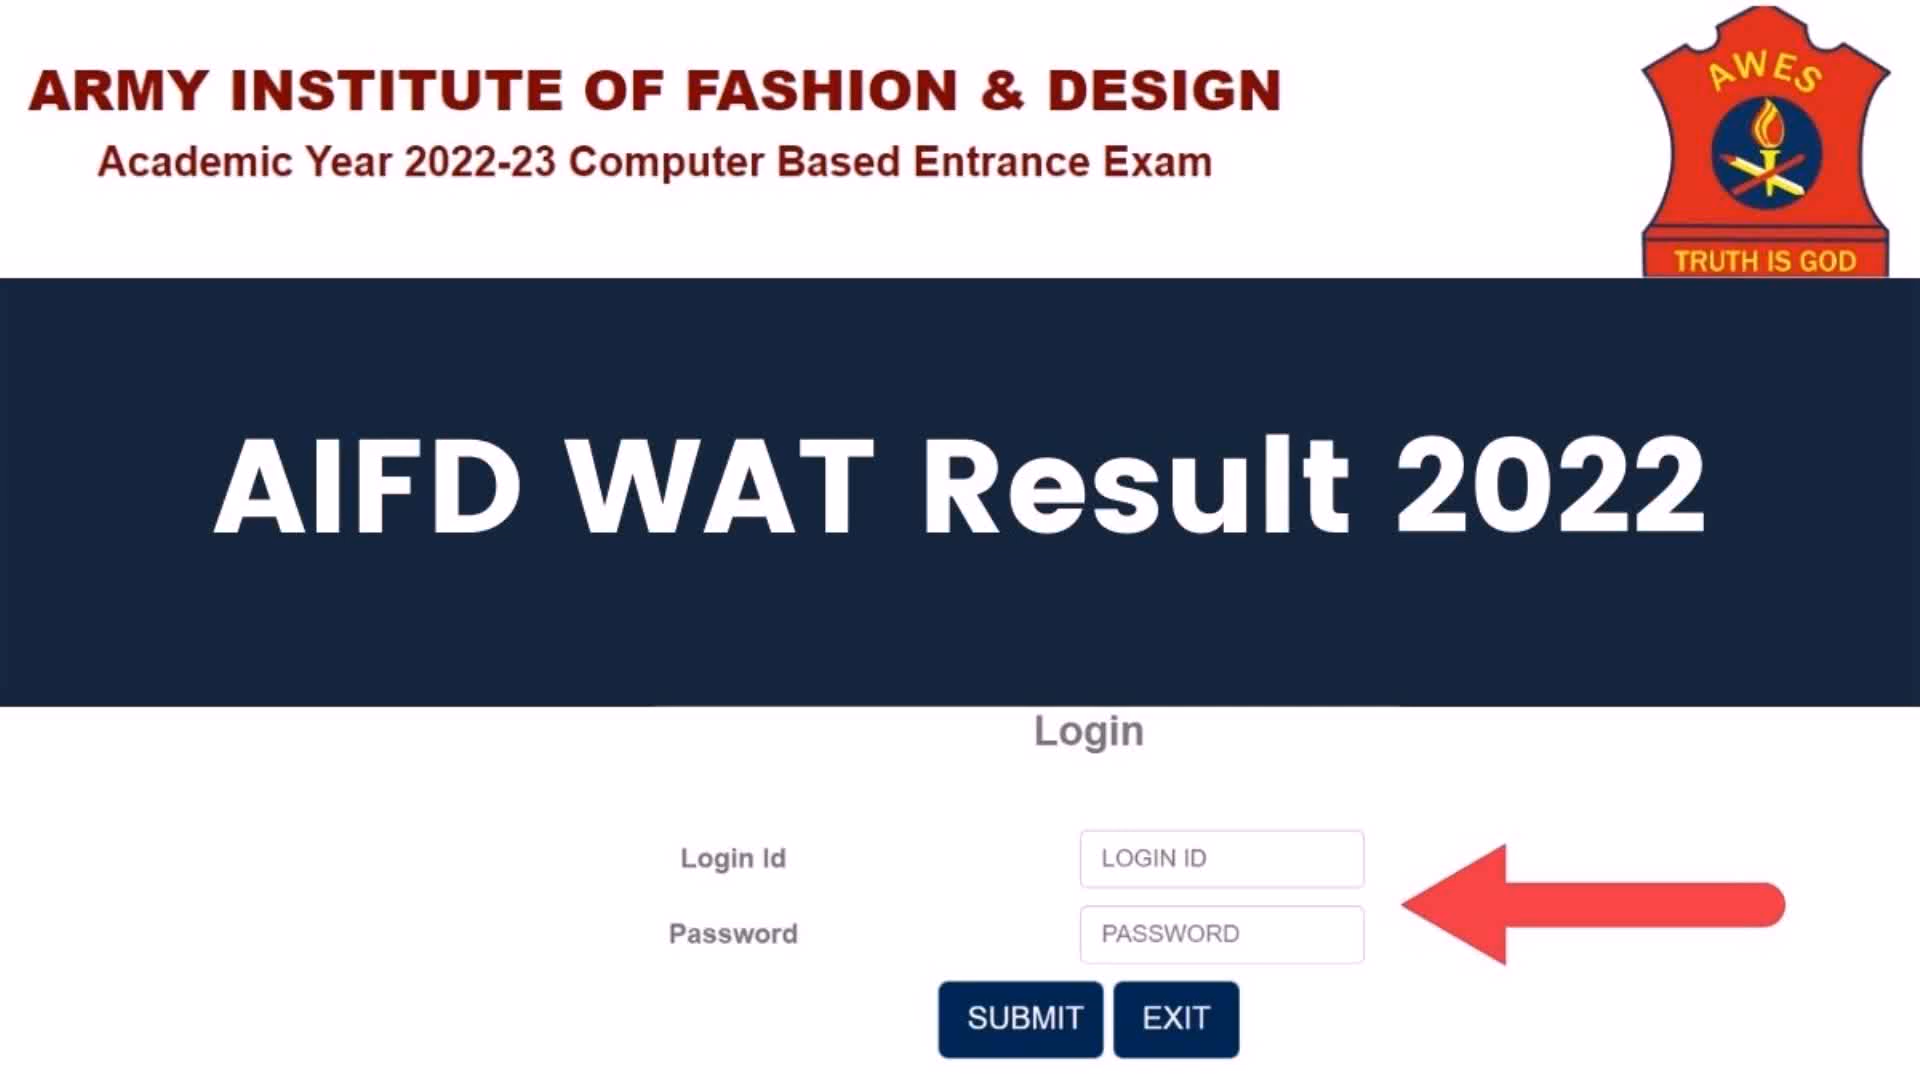 ARMY INSTITUTE OF FASHION & DESIGN
Academic Year 2022-23 Computer Based Entrance Exam
AWES
TRUTH IS GOD
AIFD WAT Result 2022
Login
Login Id
LOGIN ID
Password
PASSWORD
SUBMIT
EXIT